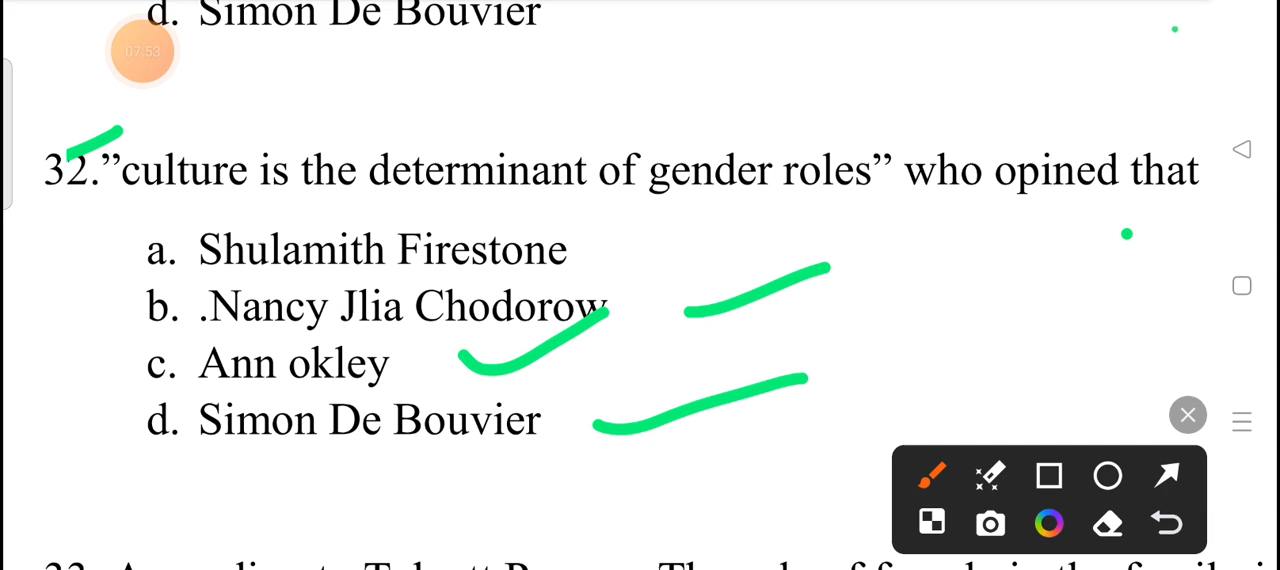 d. Simon De Bouvier
07:53
32.”culture is the determinant of gender roles” who opined that
a. Shulamith Firestone
b. .Nancy Jlia Chodorow
c. Ann okley
d. Simon De Bouvier